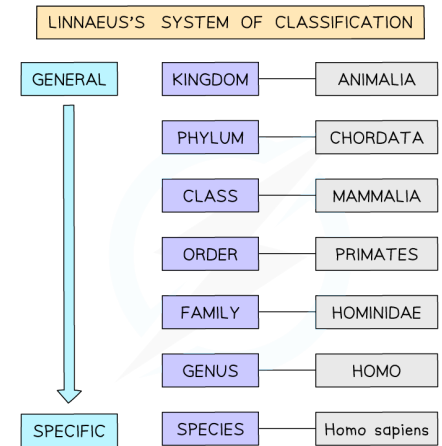 LINNAEUS'S SYSTEM OF CLASSIFICATION
GENERAL KINGDOM ANIMALIA
PHYLUM CHORDATA
CLASS MAMMALIA
ORDER PRIMATES
FAMILY HOMINIDAE
GENUS HOMO
SPECIFIC SPECIES Homo sapiens